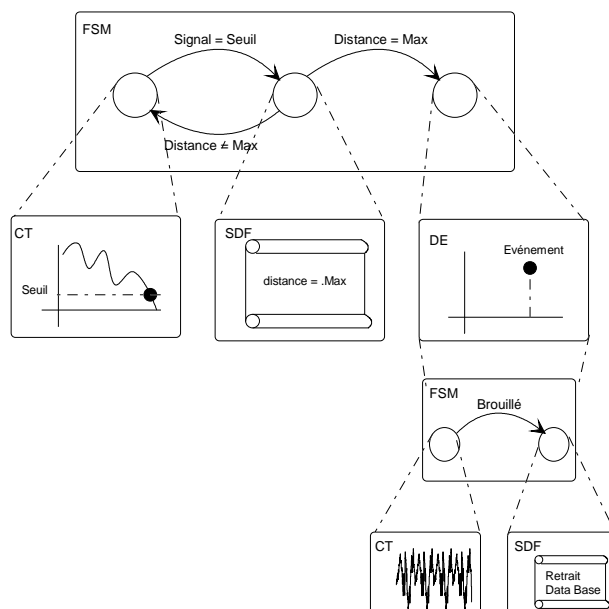 FSM
Signal = Seuil
Distance = Max
Distance ≠ Max
CT
Seuil
SDF
distance = .Max
DE
Evénement
FSM
Brouillé
CT
SDF
Retrait
Data Base